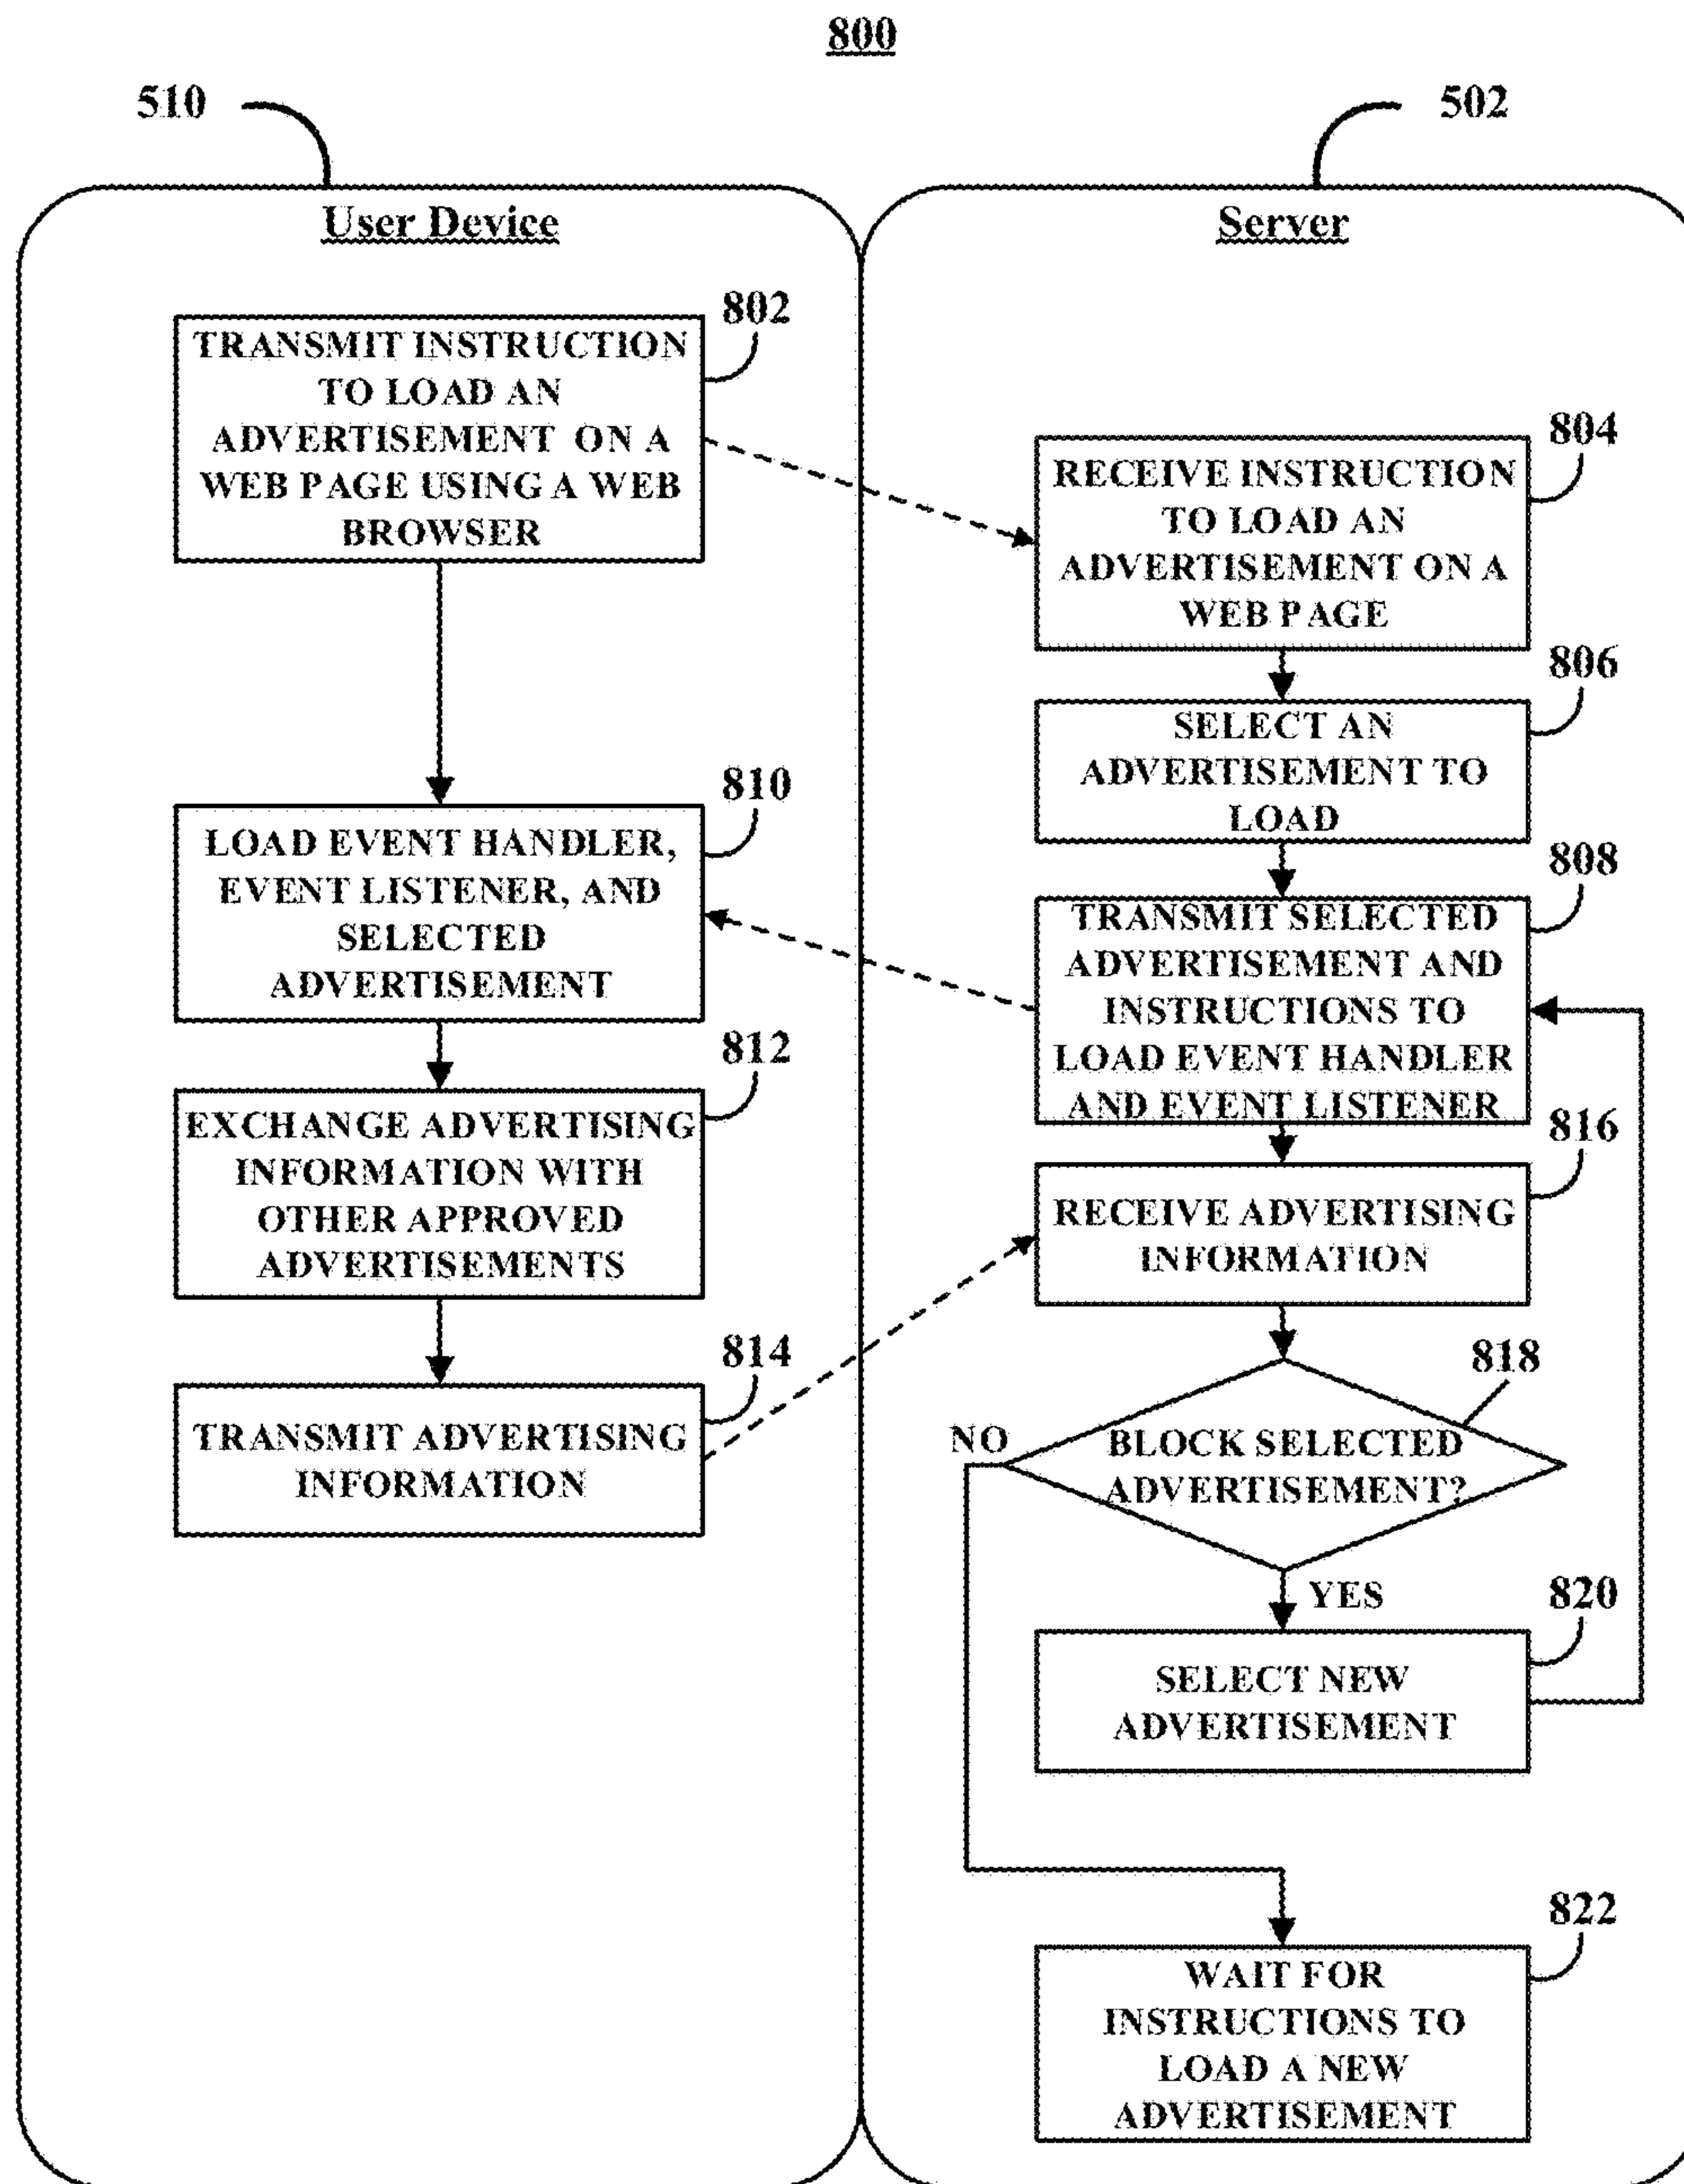 800
510
502
User Device
Server
802
TRANSMIT INSTRUCTION
TO LOAD AN
ADVERTISEMENT ON A
WEB PAGE USING A WEB
BROWSER
804
RECEIVE INSTRUCTION
TO LOAD AN
ADVERTISEMENT ON A
WEB PAGE
806
SELECT AN
ADVERTISEMENT TO
LOAD
810
LOAD EVENT HANDLER,
EVENT LISTENER, AND
SELECTED
ADVERTISEMENT
808
TRANSMIT SELECTED
ADVERTISEMENT AND
INSTRUCTIONS TO
LOAD EVENT HANDLER
AND EVENT LISTENER
812
EXCHANGE ADVERTISING
INFORMATION WITH
OTHER APPROVED
ADVERTISEMENTS
816
RECEIVE ADVERTISING
INFORMATION
814
TRANSMIT ADVERTISING
INFORMATION
818
NO
BLOCK SELECTED
ADVERTISEMENT?
YES
820
SELECT NEW
ADVERTISEMENT
822
WAIT FOR
INSTRUCTIONS TO
LOAD A NEW
ADVERTISEMENT